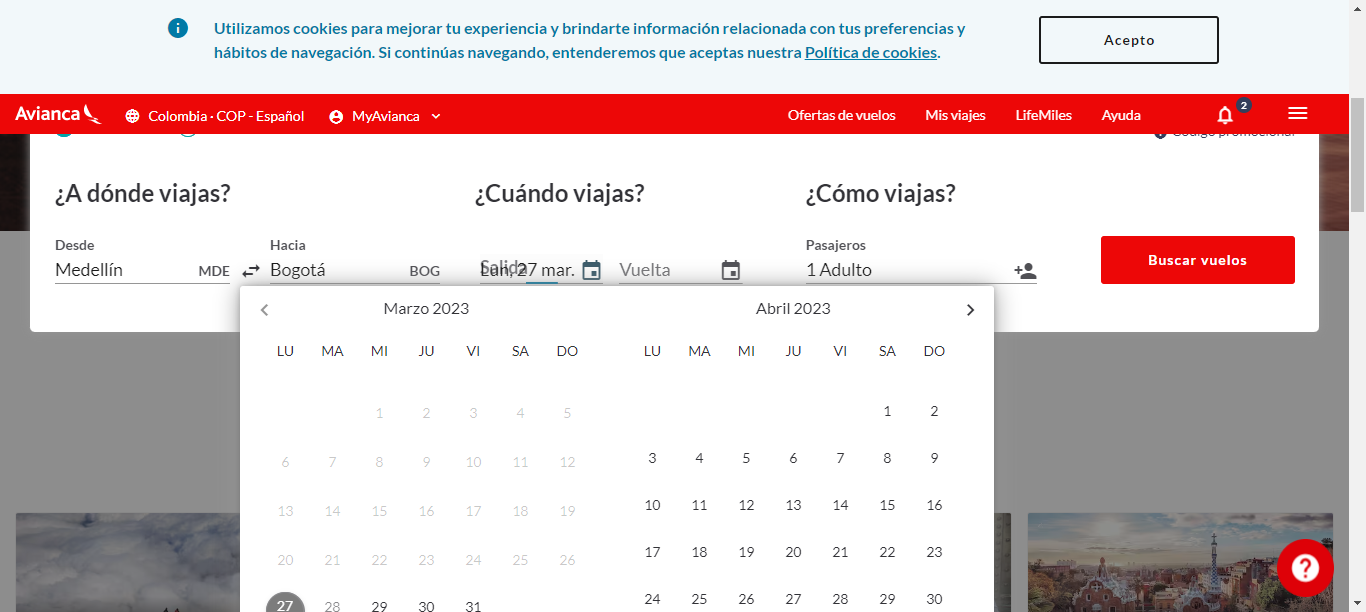 Utilizamos cookies para mejorar tu experiencia y brindarte información relacionada con tus preferencias y
hábitos de navegación. Si continúas navegando, entenderemos que aceptas nuestra Política de cookies.
Acepto
Avianca
Colombia · COP - Español
MyAvianca
Ofertas de vuelos
Mis viajes
LifeMiles
Ayuda
2
Código promocional
¿A dónde viajas?
¿Cuándo viajas?
¿Cómo viajas?
Desde
Hacia
Pasajeros
Medellín MDE
Bogotá BOG
Salida
Lun, 27 mar.
Vuelta
1 Adulto
Buscar vuelos
Marzo 2023
LU MA MI JU VI SA DO
1 2 3 4 5
6 7 8 9 10 11 12
13 14 15 16 17 18 19
20 21 22 23 24 25 26
27 28 29 30 31
Abril 2023
LU MA MI JU VI SA DO
1 2
3 4 5 6 7 8 9
10 11 12 13 14 15 16
17 18 19 20 21 22 23
24 25 26 27 28 29 30